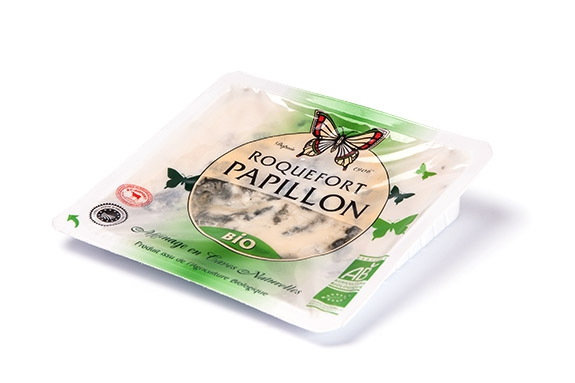 Depuis 1906
ROQUEFORT
PAPILLON
BIO
Affinage en Caves Naturelles
Produit issu de l'Agriculture Biologique
AB